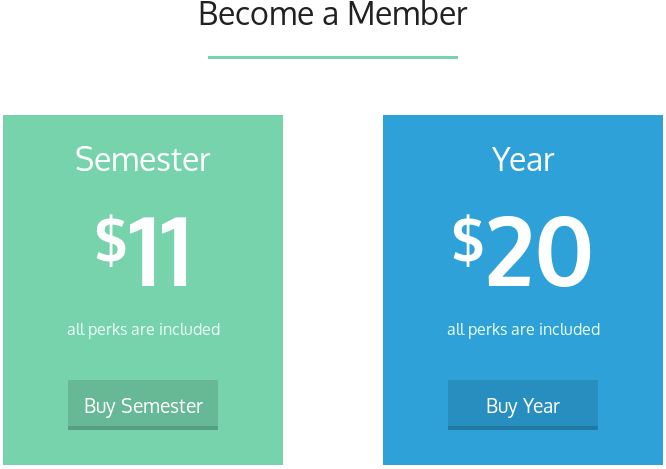 Become a Member
Semester
$11
all perks are included
Buy Semester
Year
$20
all perks are included
Buy Year